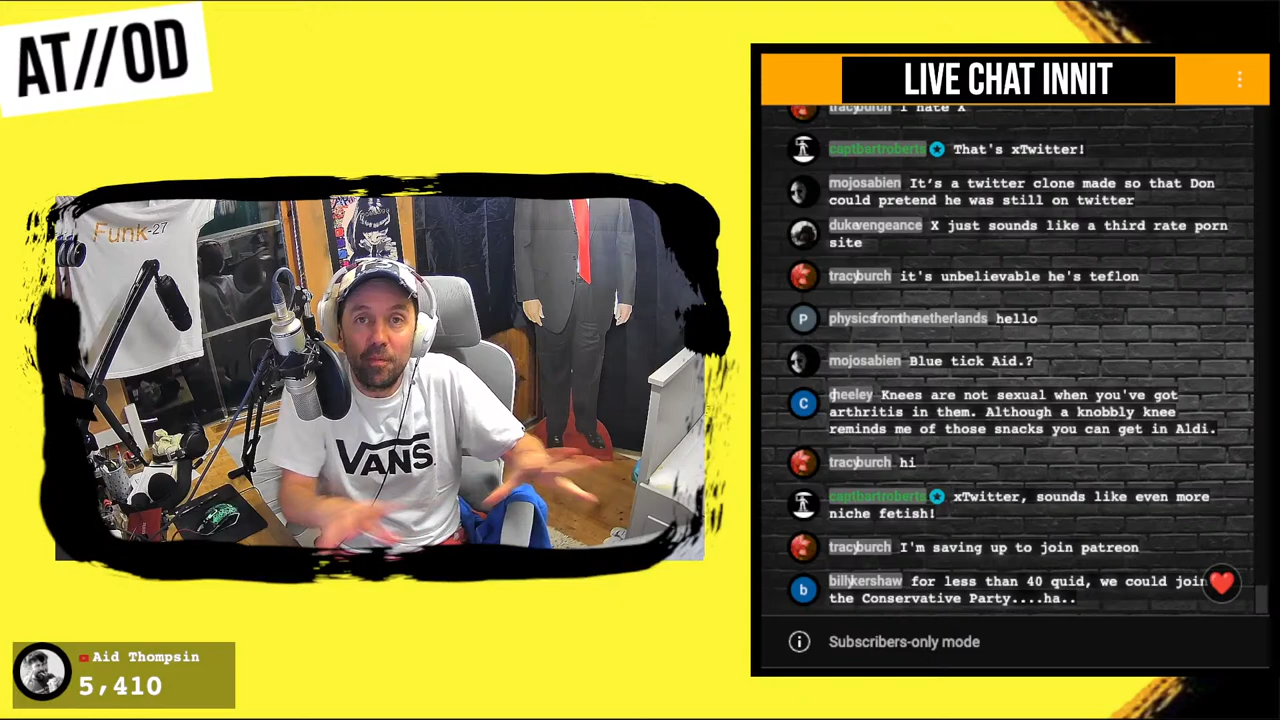 AT//OD
LIVE CHAT INNIT
tracyburch I hate X
captbartroberts That's xTwitter!
mojosabien It’s a twitter clone made so that Don
could pretend he was still on twitter
dukevengeance X just sounds like a third rate porn
site
tracyburch it's unbelievable he's teflon
P physicsfromthenetherlands hello
mojosabien Blue tick Aid.?
C cheeley Knees are not sexual when you've got
arthritis in them. Although a knobbly knee
reminds me of those snacks you can get in Aldi.
tracyburch hi
captbartroberts xTwitter, sounds like even more
niche fetish!
tracyburch I'm saving up to join patreon
b billykershaw for less than 40 quid, we could join
the Conservative Party....ha..
Subscribers-only mode
Funk-27
VANS
Aid Thompsin
5,410